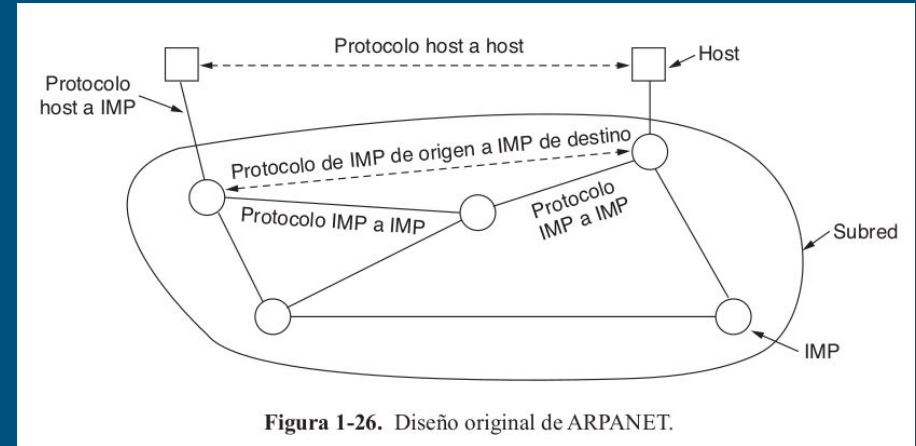 Protocolo host a host
Host
Protocolo
host a IMP
Protocolo de IMP de origen a IMP de destino
Protocolo IMP a IMP
Protocolo
IMP a IMP
Subred
IMP
Figura 1-26. Diseño original de ARPANET.